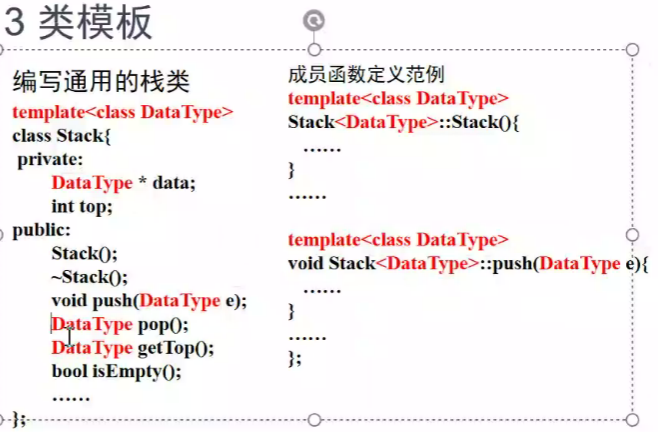 3 类模板
编写通用的栈类
template<class DataType>
class Stack{
private:
DataType * data;
int top;
public:
Stack();
~Stack();
void push(DataType e);
DataType pop();
DataType getTop();
bool isEmpty();
……
};
成员函数定义范例
template<class DataType>
Stack<DataType>::Stack(){
……
}
……
template<class DataType>
void Stack<DataType>::push(DataType e){
……
}
……
};